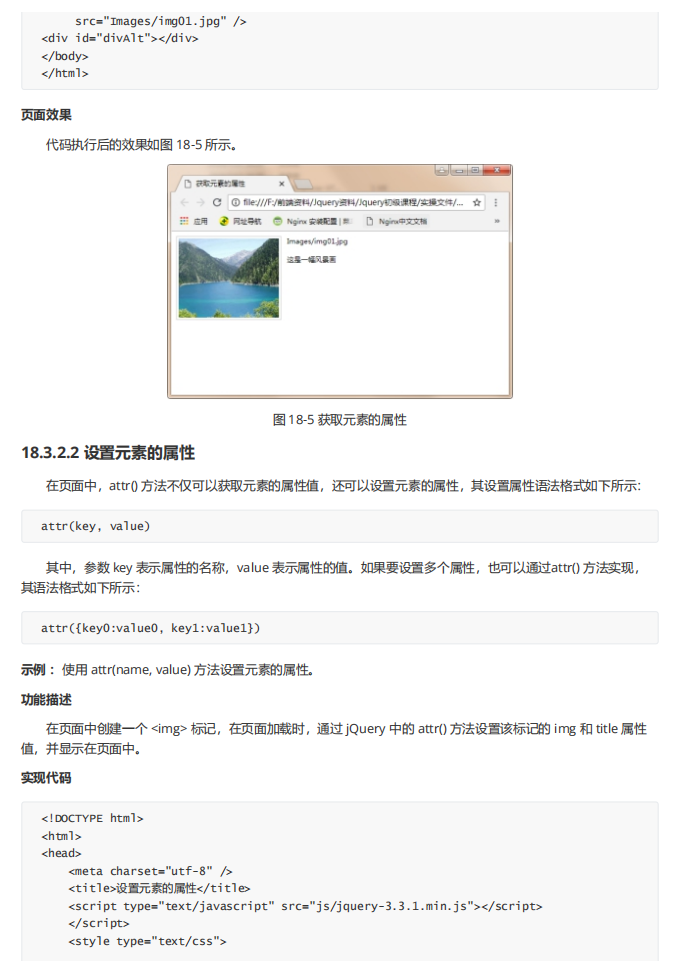 src="Images/img01.jpg" />
<div id="divAlt"></div>
</body>
</html>
页面效果
代码执行后的效果如图 18-5 所示。
获取元素的属性
file:///F:/前端资料/Jquery资料/Jquery初级课程/实操文件/...
应用 网址导航 Nginx 安装配置 | 菜 Nginx中文文档 »
Images/img01.jpg
这是一幅风景画
图 18-5 获取元素的属性
18.3.2.2 设置元素的属性
在页面中，attr() 方法不仅可以获取元素的属性值，还可以设置元素的属性，其设置属性语法格式如下所示：
attr(key, value)
其中，参数 key 表示属性的名称，value 表示属性的值。如果要设置多个属性，也可以通过attr() 方法实现，
其语法格式如下所示：
attr({key0:value0, key1:value1})
示例 ：使用 attr(name, value) 方法设置元素的属性。
功能描述
在页面中创建一个 <img> 标记，在页面加载时，通过 jQuery 中的 attr() 方法设置该标记的 img 和 title 属性
值，并显示在页面中。
实现代码
<!DOCTYPE html>
<html>
<head>
<meta charset="utf-8" />
<title>设置元素的属性</title>
<script type="text/javascript" src="js/jquery-3.3.1.min.js"></script>
</script>
<style type="text/css">